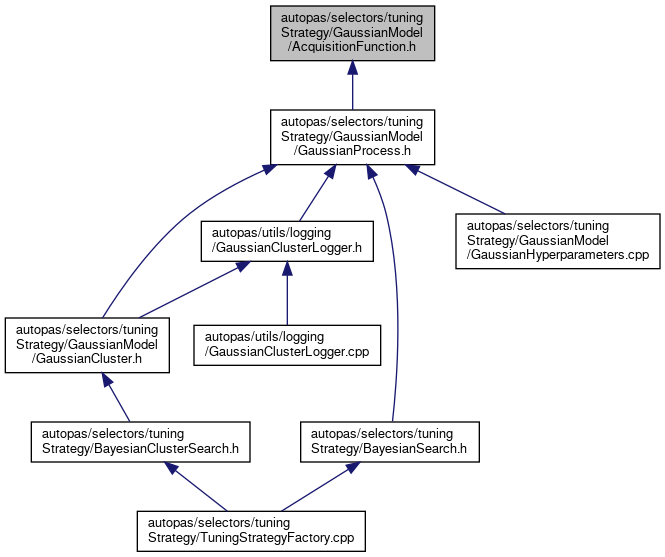 autopas/selectors/tuning
Strategy/GaussianModel
/AcquisitionFunction.h
autopas/selectors/tuning
Strategy/GaussianModel
/GaussianProcess.h
autopas/utils/logging
/GaussianClusterLogger.h
autopas/selectors/tuning
Strategy/GaussianModel
/GaussianHyperparameters.cpp
autopas/selectors/tuning
Strategy/GaussianModel
/GaussianCluster.h
autopas/utils/logging
/GaussianClusterLogger.cpp
autopas/selectors/tuning
Strategy/BayesianClusterSearch.h
autopas/selectors/tuning
Strategy/BayesianSearch.h
autopas/selectors/tuning
Strategy/TuningStrategyFactory.cpp